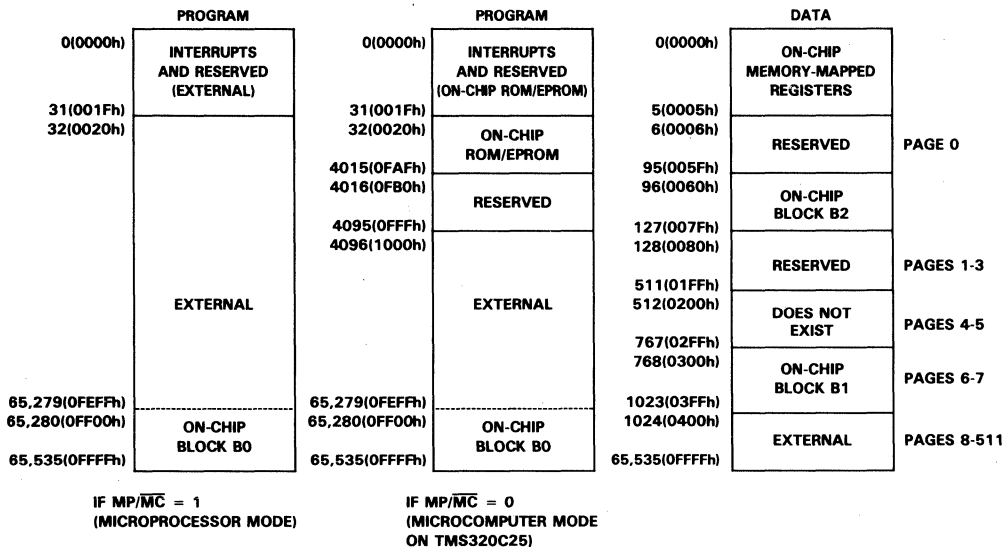 PROGRAM
0(0000h)
INTERRUPTS
AND RESERVED
(EXTERNAL)
31(001Fh)
32(0020h)
EXTERNAL
65,279(0FEFFh)
65,280(0FF00h)
ON-CHIP
BLOCK B0
65,535(0FFFFh)
IF MP/M̅C̅ = 1
(MICROPROCESSOR MODE)
PROGRAM
0(0000h)
INTERRUPTS
AND RESERVED
(ON-CHIP ROM/EPROM)
31(001Fh)
32(0020h)
ON-CHIP
ROM/EPROM
4015(0FAFh)
4016(0FB0h)
RESERVED
4095(0FFFh)
4096(1000h)
EXTERNAL
65,279(0FEFFh)
65,280(0FF00h)
ON-CHIP
BLOCK B0
65,535(0FFFFh)
IF MP/M̅C̅ = 0
(MICROCOMPUTER MODE
ON TMS320C25)
DATA
0(0000h)
ON-CHIP
MEMORY-MAPPED
REGISTERS
5(0005h)
6(0006h)
RESERVED
PAGE 0
95(005Fh)
96(0060h)
ON-CHIP
BLOCK B2
127(007Fh)
128(0080h)
RESERVED
PAGES 1-3
511(01FFh)
512(0200h)
DOES NOT
EXIST
PAGES 4-5
767(02FFh)
768(0300h)
ON-CHIP
BLOCK B1
PAGES 6-7
1023(03FFh)
1024(0400h)
EXTERNAL
PAGES 8-511
65,535(0FFFFh)